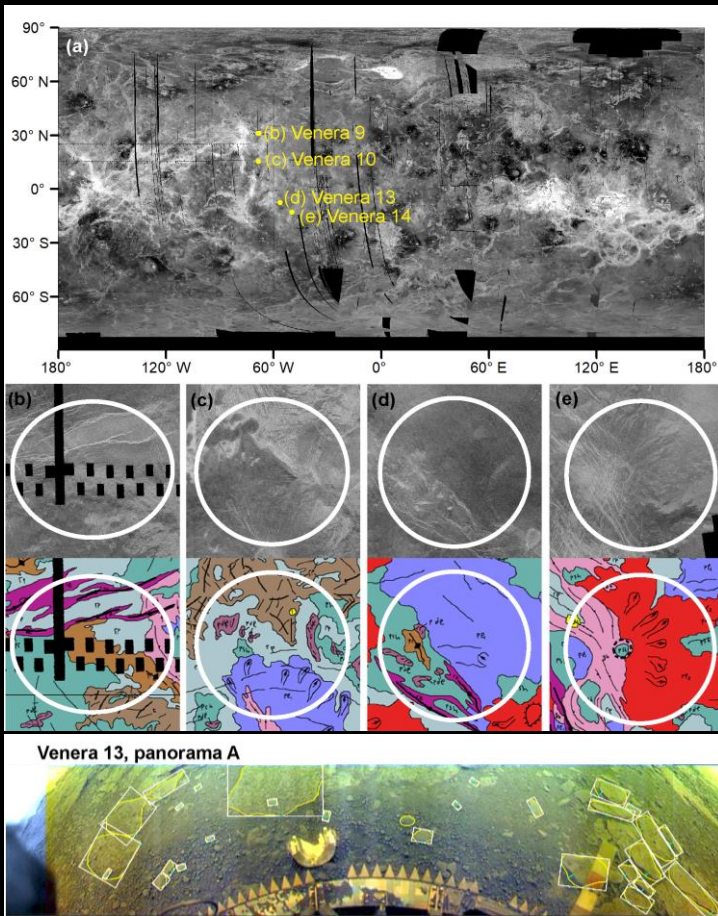 (a)
90°
60° N
30° N
0°
30° S
60° S
(b) Venera 9
(c) Venera 10
(d) Venera 13
(e) Venera 14
180° 120° W 60° W 0° 60° E 120° E 180°
(b) (c) (d) (e)
Venera 13, panorama A